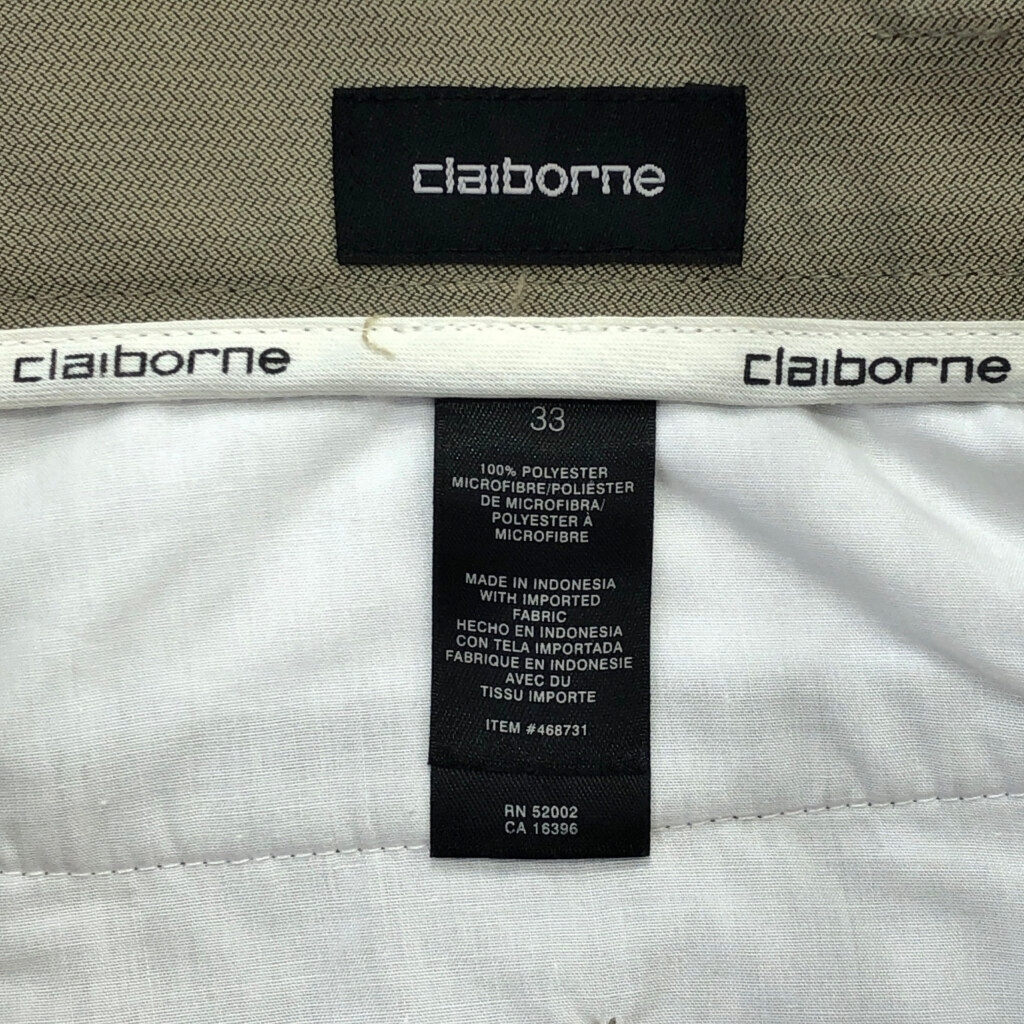 claiborne
claiborne claiborne
33
100% POLYESTER
MICROFIBRE/POLIÉSTER
DE MICROFIBRA/
POLYESTER À
MICROFIBRE
MADE IN INDONESIA
WITH IMPORTED
FABRIC
HECHO EN INDONESIA
CON TELA IMPORTADA
FABRIQUE EN INDONESIE
AVEC DU
TISSU IMPORTE
ITEM #468731
RN 52002
CA 16396